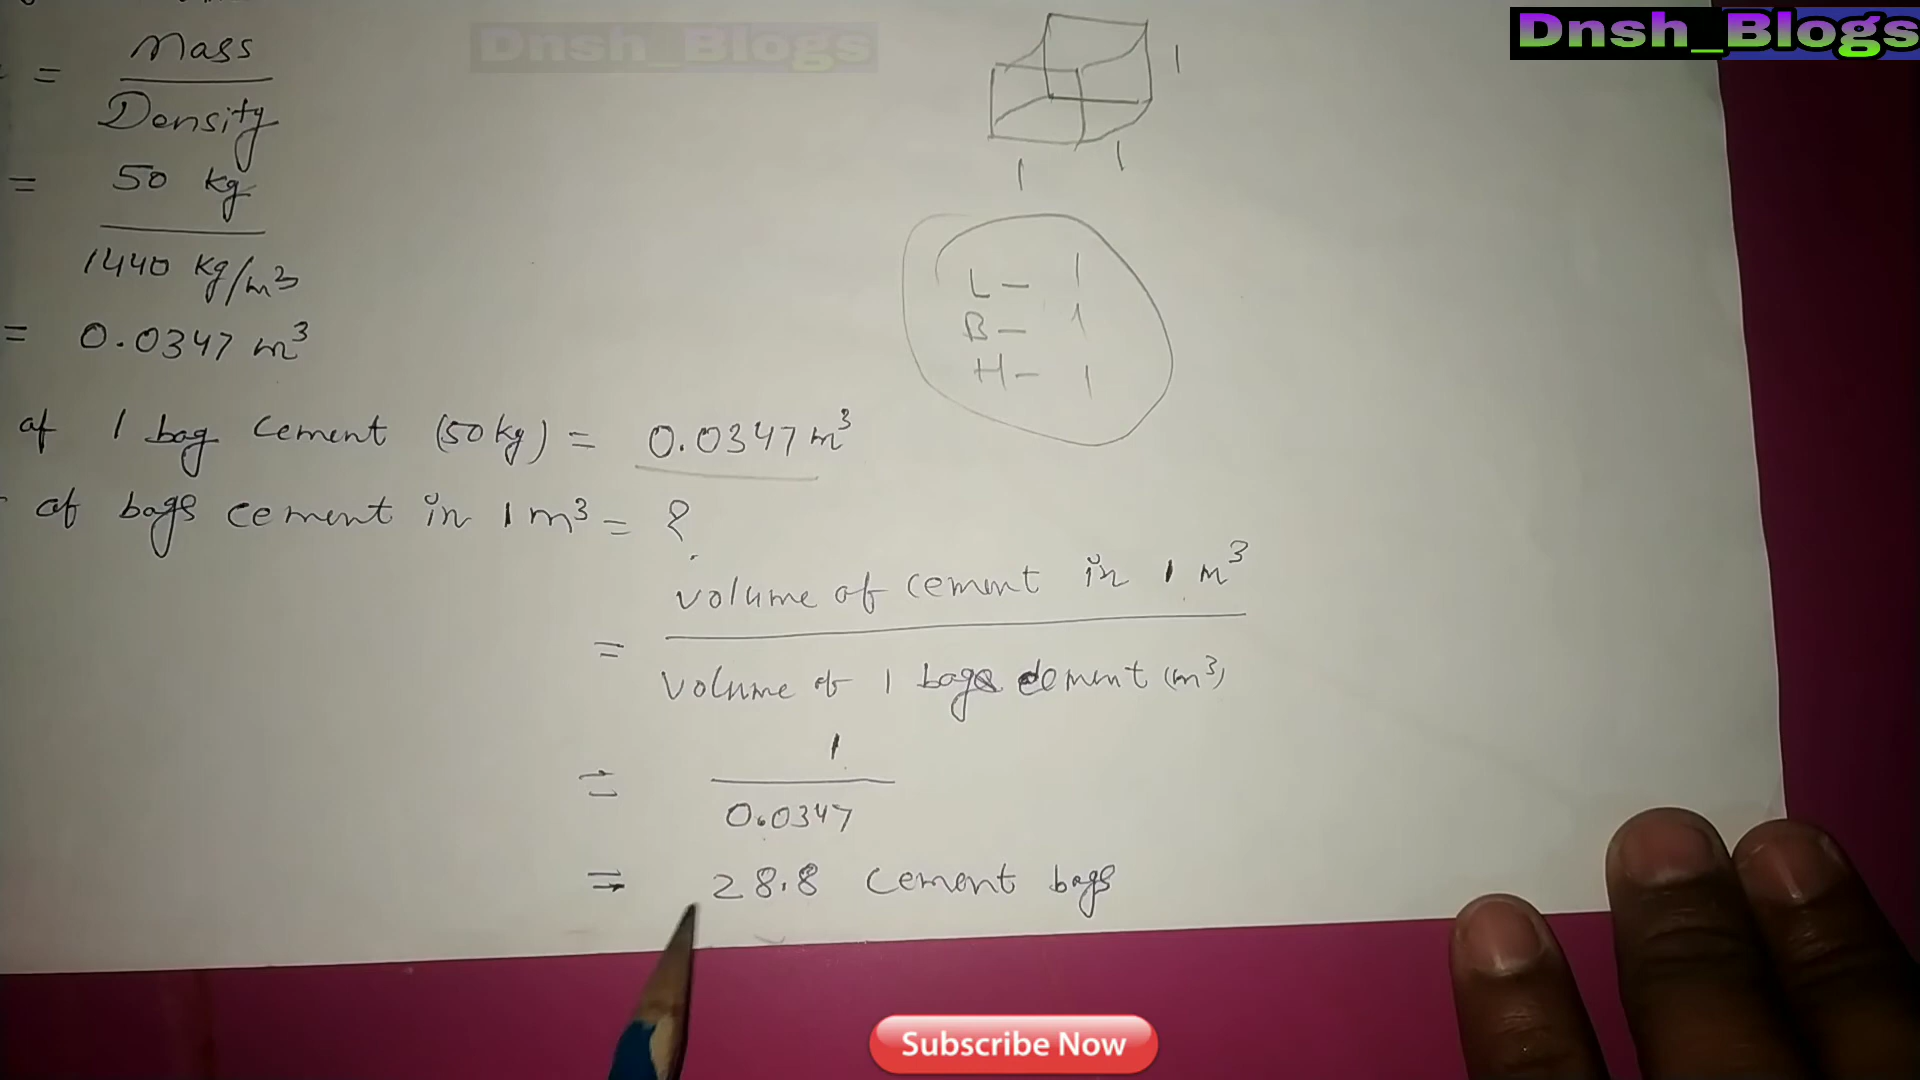 Dnsh_Blogs
Dnsh_Blogs
= Mass
Density
= 50 kg
1440 kg/m3
= 0.0347 m3
1
1
1
L - 1
B - 1
H - 1
of 1 bag cement (50kg) = 0.0347 m3
of bags cement in 1 m3 = ?
= volume of cement in 1 m3
volume of 1 bags cement (m3)
= 1
0.0347
= 28.8 cement bags
Subscribe Now